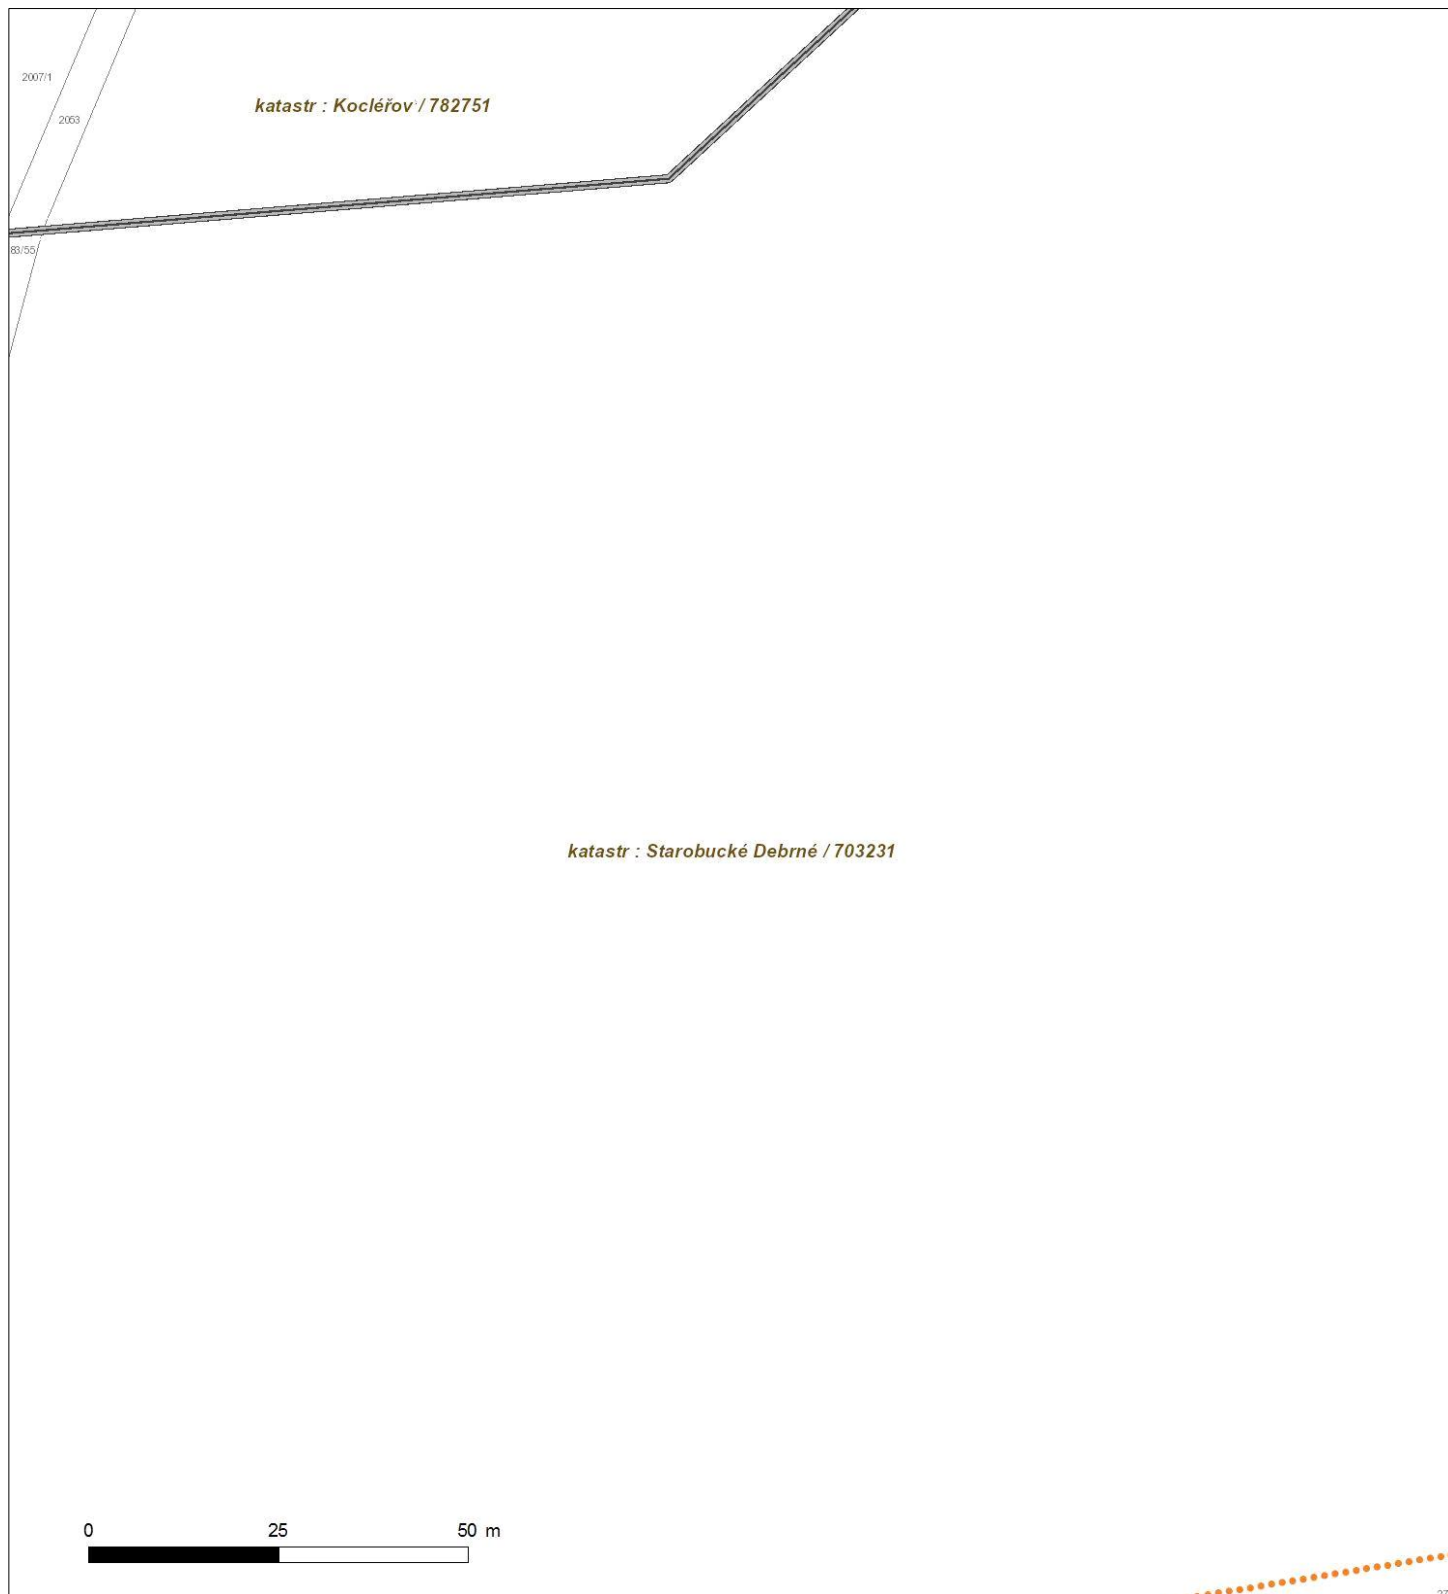 2007/1
katastr : Kocléřov / 782751
2053
83/55
katastr : Starobucké Debrné / 703231
0 25 50 m